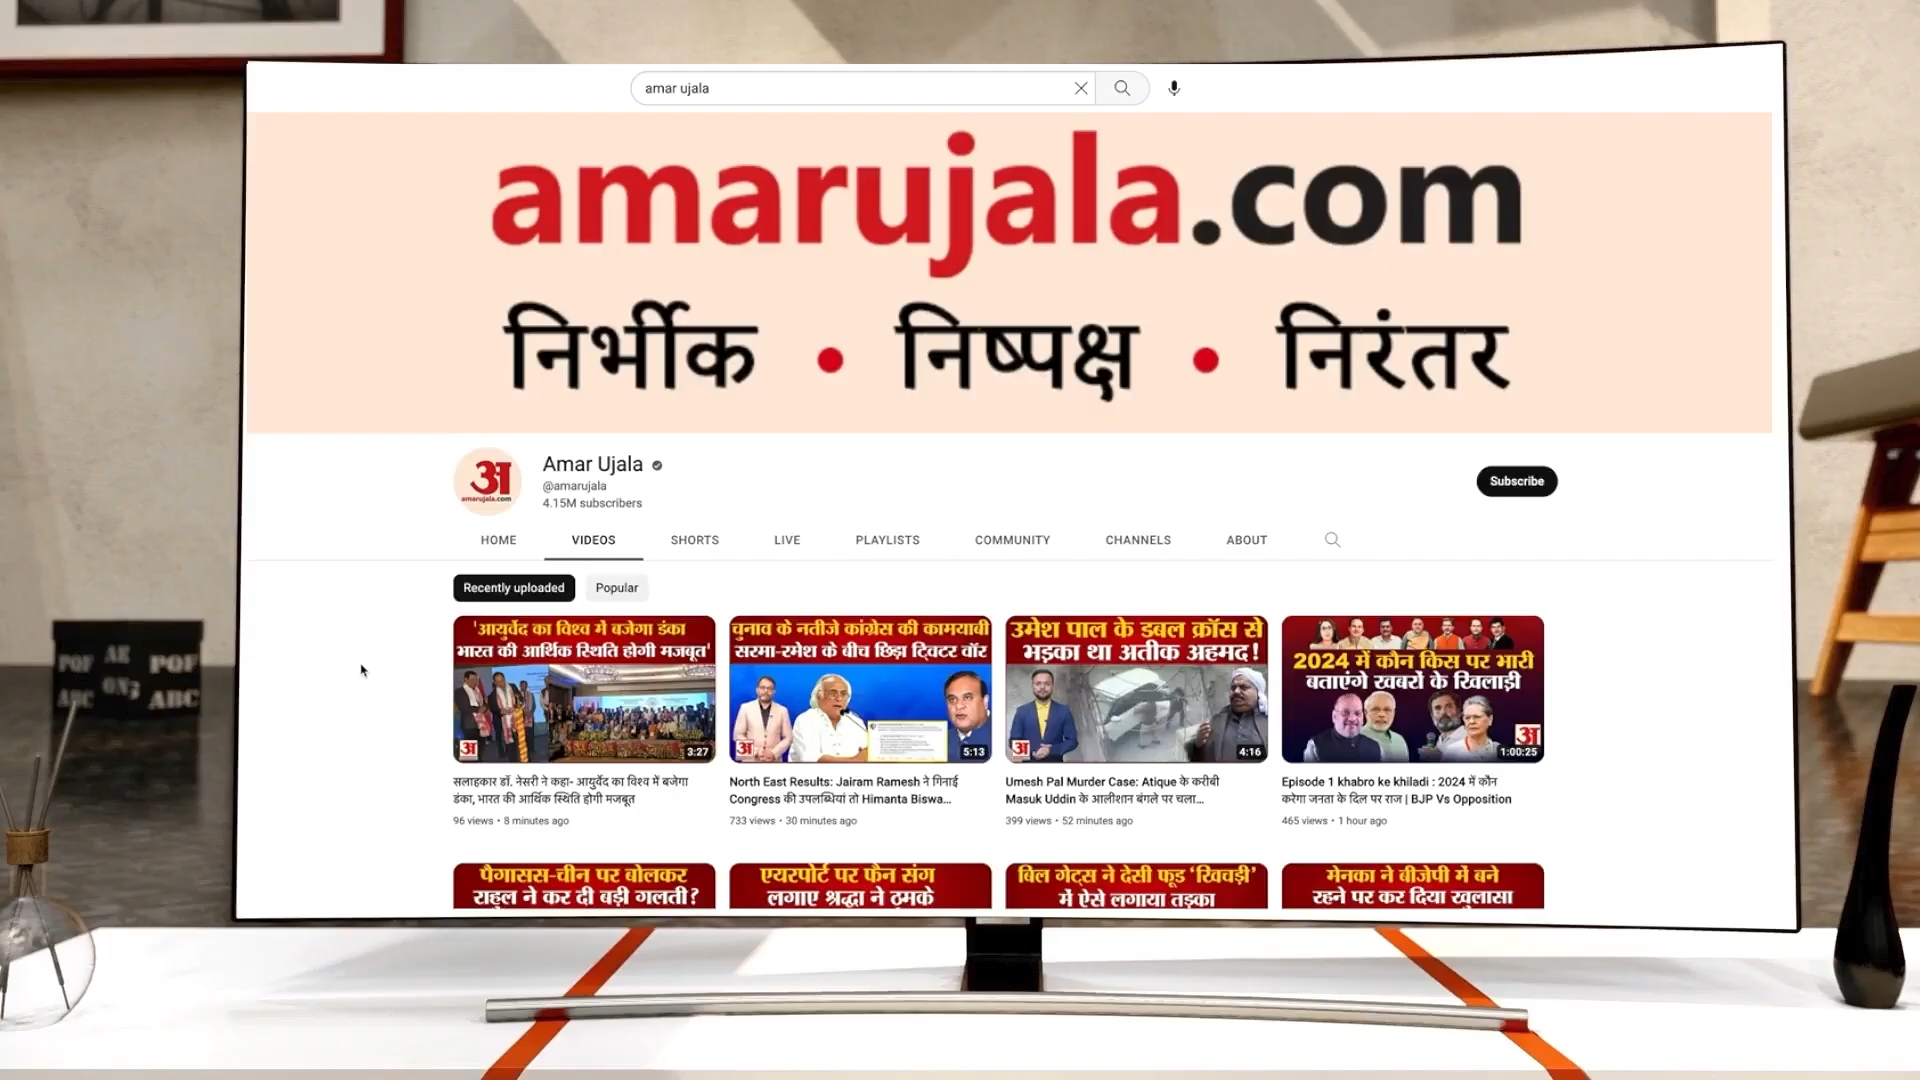 amar ujala
amarujala.com
निर्भीक • निष्पक्ष • निरंतर
अ
amarujala.com
Amar Ujala
@amarujala
4.15M subscribers
Subscribe
HOME VIDEOS SHORTS LIVE PLAYLISTS COMMUNITY CHANNELS ABOUT
Recently uploaded Popular
'आयुर्वेद का विश्व में बजेगा डंका
भारत की आर्थिक स्थिति होगी मजबूत'
अ
3:27
सलाहकार डॉ. नेसरी ने कहा- आयुर्वेद का विश्व में बजेगा
डंका, भारत की आर्थिक स्थिति होगी मजबूत
96 views • 8 minutes ago
चुनाव के नतीजे कांग्रेस की कामयाबी
सरमा-रमेश के बीच छिड़ा ट्विटर वॉर
अ
5:13
North East Results: Jairam Ramesh ने गिनाई
Congress की उपलब्धियां तो Himanta Biswa...
733 views • 30 minutes ago
उमेश पाल के डबल क्रॉस से
भड़का था अतीक अहमद!
अ
4:16
Umesh Pal Murder Case: Atique के करीबी
Masuk Uddin के आलीशान बंगले पर चला...
399 views • 52 minutes ago
2024 में कौन किस पर भारी
बताएंगे खबरों के खिलाड़ी
अ
1:00:25
Episode 1 khabro ke khiladi : 2024 में कौन
करेगा जनता के दिल पर राज | BJP Vs Opposition
465 views • 1 hour ago
पैगासस-चीन पर बोलकर
राहुल ने कर दी बड़ी गलती?
एयरपोर्ट पर फैन संग
लगाए श्रद्धा ने ठुमके
बिल गेट्स ने देसी फूड 'खिचड़ी'
में ऐसे लगाया तड़का
मेनका ने बीजेपी में बने
रहने पर कर दिया खुलासा
PQF
ABC
PQF
ABC